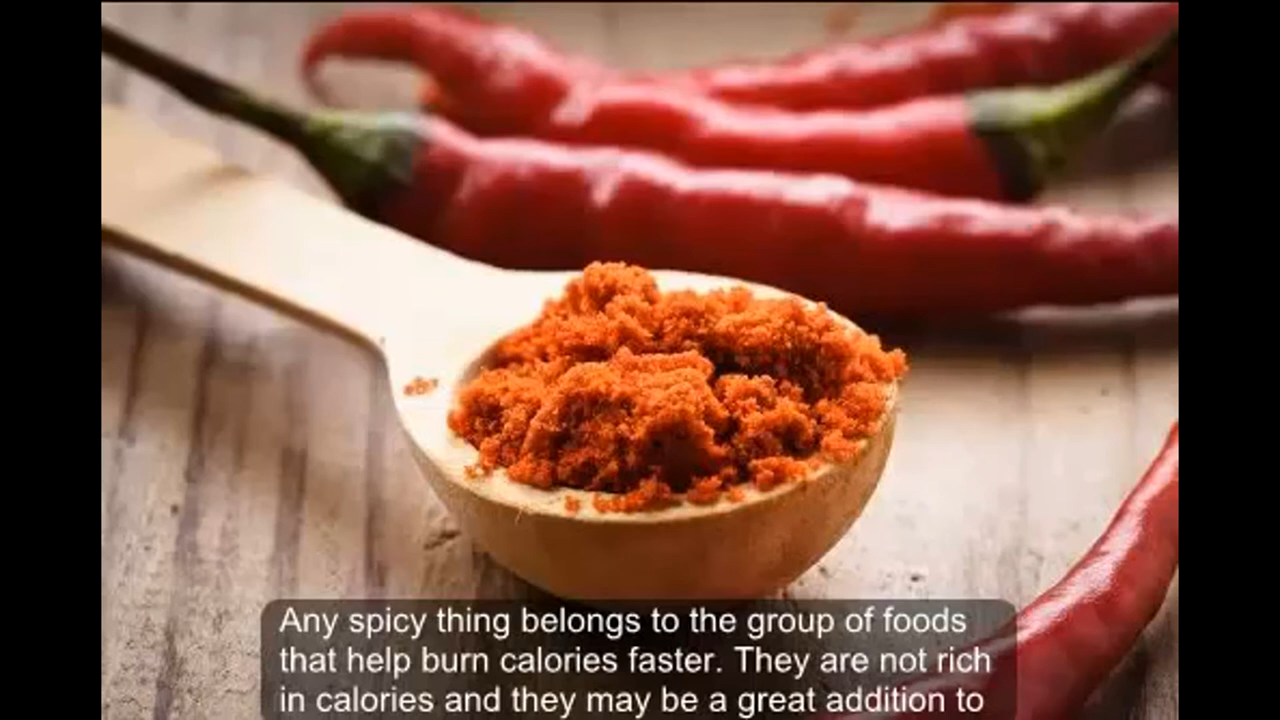 Any spicy thing belongs to the group of foods
that help burn calories faster. They are not rich
in calories and they may be a great addition to